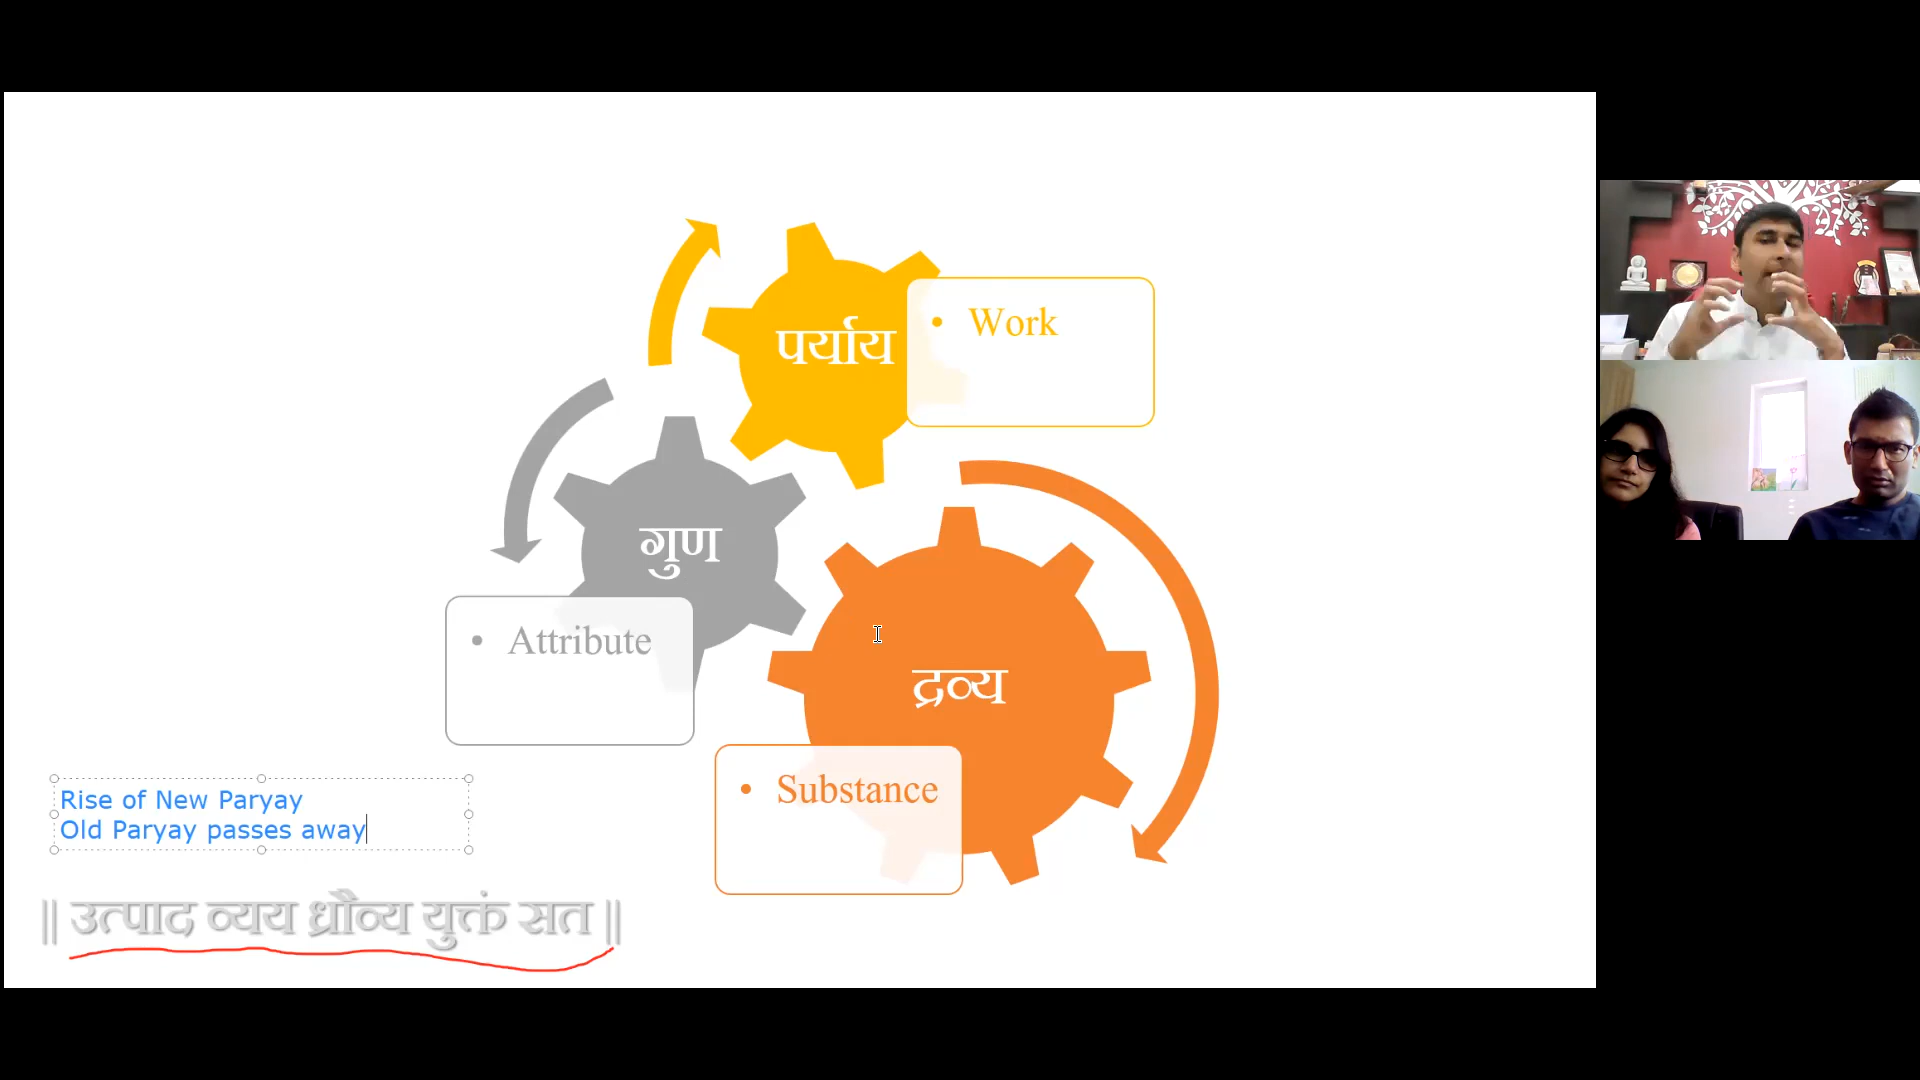 पर्याय
• Work
गुण
• Attribute
द्रव्य
• Substance
Rise of New Paryay
Old Paryay passes away
|| उत्पाद व्यय ध्रौव्य युक्तं सत ||